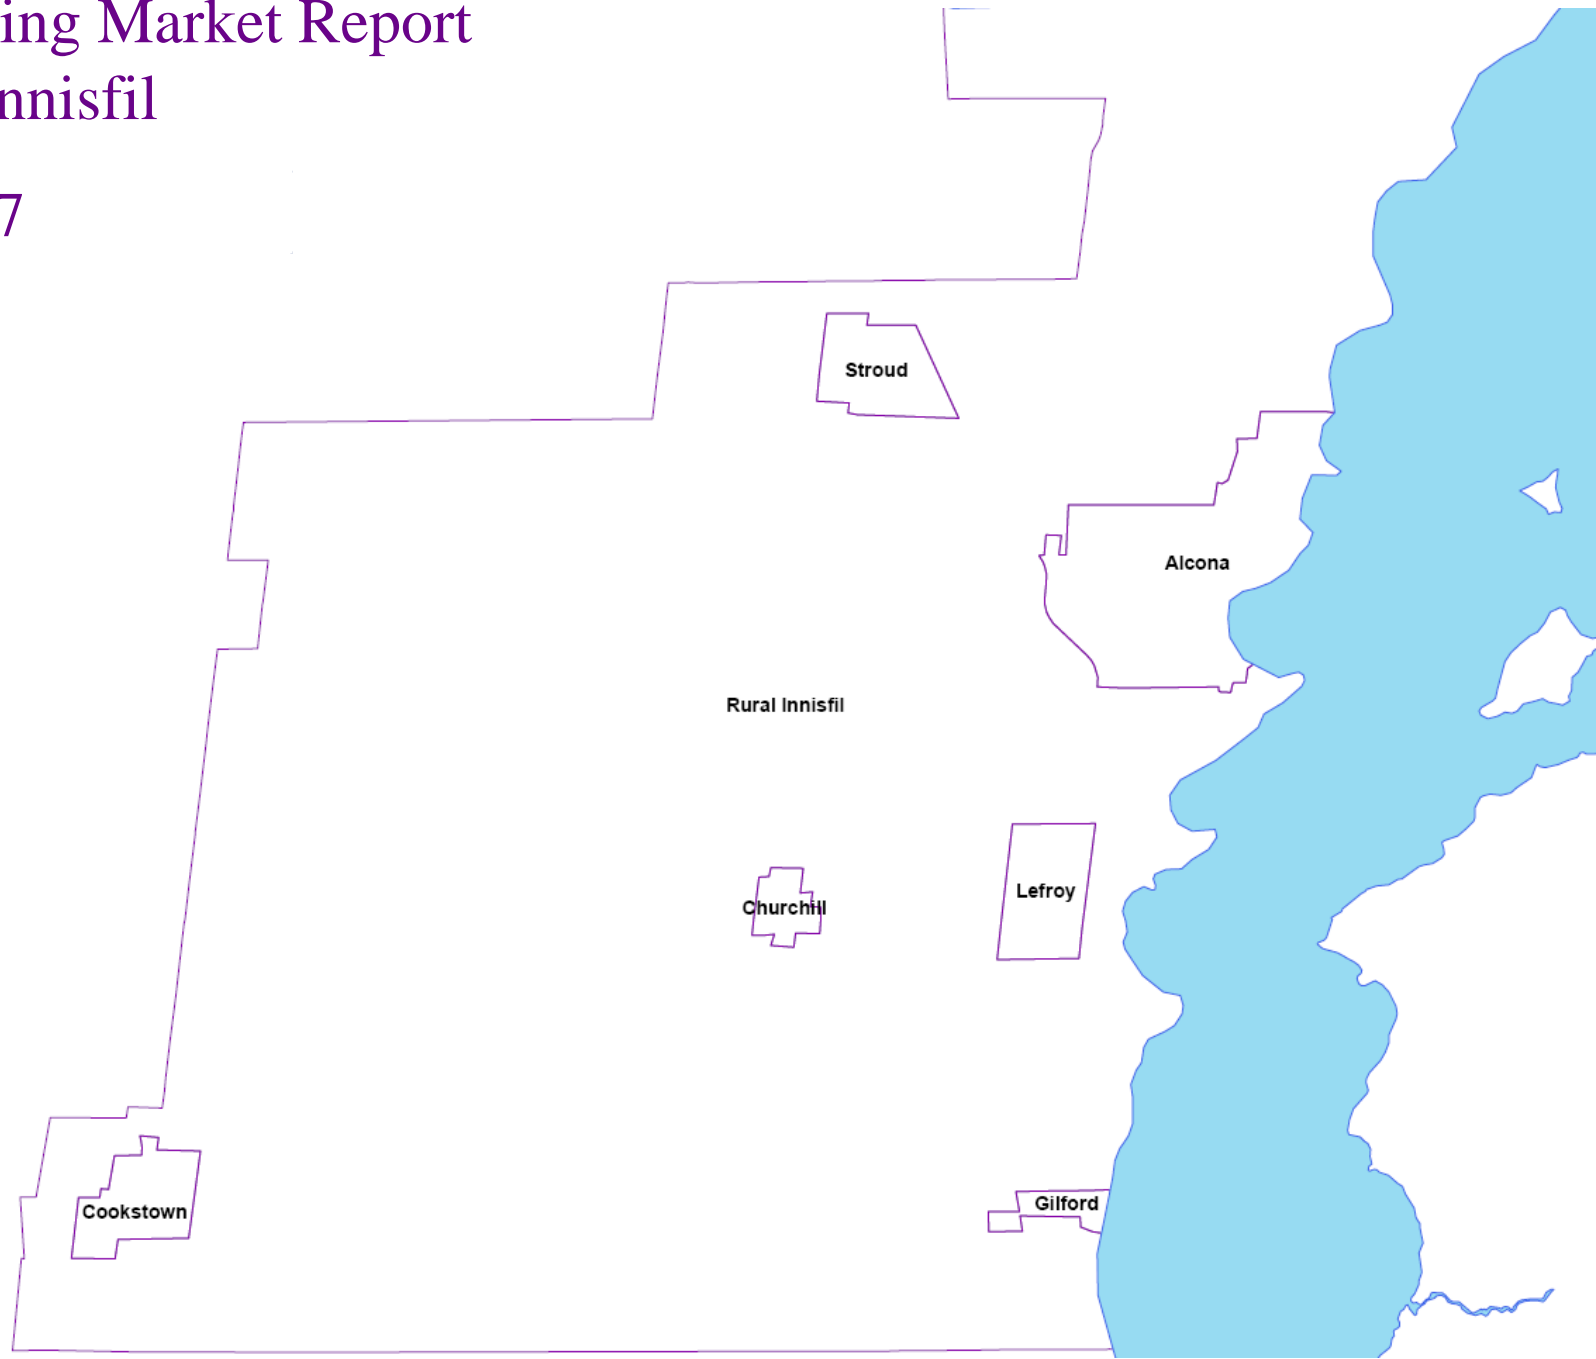 ing Market Report
nnisfil
7
Stroud
Alcona
Rural Innisfil
Lefroy
Churchill
Gilford
Cookstown